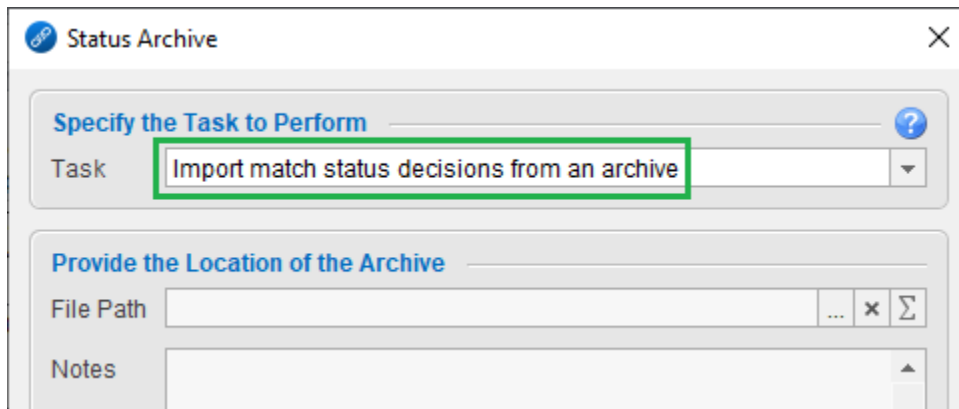 Status Archive
Specify the Task to Perform
Task Import match status decisions from an archive
Provide the Location of the Archive
File Path ... × Σ
Notes